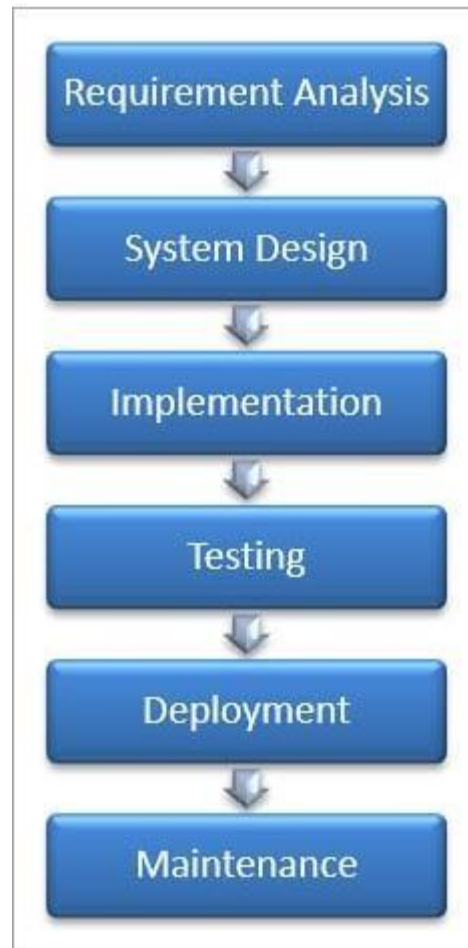 Requirement Analysis
System Design
Implementation
Testing
Deployment
Maintenance